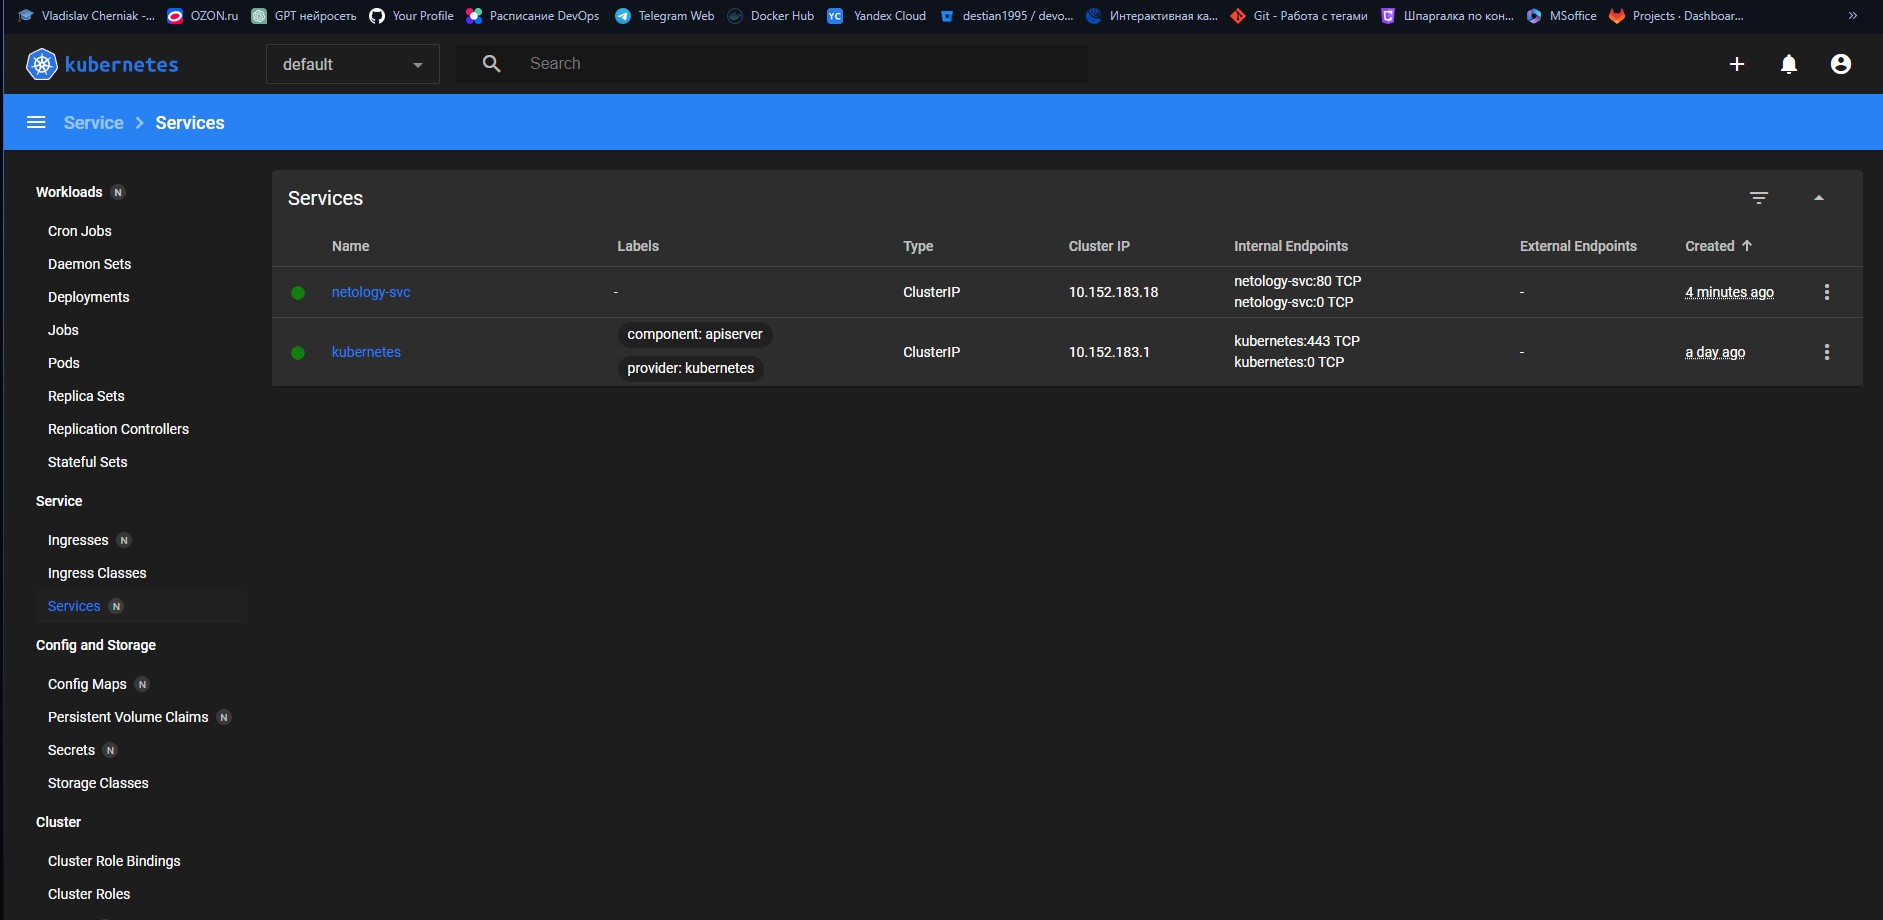 Vladislav Cherniak -... OZON.ru GPT нейросеть Your Profile Расписание DevOps Telegram Web Docker Hub YC Yandex Cloud destian1995 / devo... Интерактивная ка... Git - Работа с тегами Шпаргалка по кон... MSoffice Projects · Dashboar... »
kubernetes default Search
Service > Services
Workloads N
Cron Jobs
Daemon Sets
Deployments
Jobs
Pods
Replica Sets
Replication Controllers
Stateful Sets
Service
Ingresses N
Ingress Classes
Services N
Config and Storage
Config Maps N
Persistent Volume Claims N
Secrets N
Storage Classes
Cluster
Cluster Role Bindings
Cluster Roles
Services
Name Labels Type Cluster IP Internal Endpoints External Endpoints Created ↑
netology-svc - ClusterIP 10.152.183.18 netology-svc:80 TCP - 4 minutes ago
netology-svc:0 TCP
kubernetes component: apiserver ClusterIP 10.152.183.1 kubernetes:443 TCP - a day ago
provider: kubernetes kubernetes:0 TCP